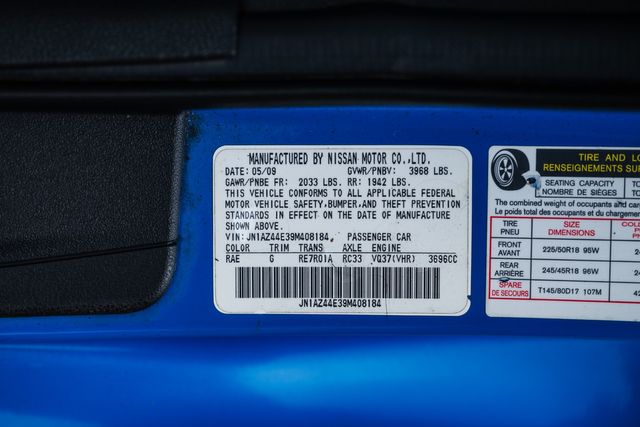 MANUFACTURED BY NISSAN MOTOR CO.,LTD.
DATE: 05/09 GVWR/PNBV: 3968 LBS.
GAWR/PNBE FR: 2033 LBS. RR: 1942 LBS.
THIS VEHICLE CONFORMS TO ALL APPLICABLE FEDERAL
MOTOR VEHICLE SAFETY,BUMPER,AND THEFT PREVENTION
STANDARDS IN EFFECT ON THE DATE OF MANUFACTURE
SHOWN ABOVE.
VIN: JN1AZ44E39M408184, PASSENGER CAR
COLOR TRIM TRANS AXLE ENGINE
RAE G RE7R01A RC33 VQ37(VHR) 3696CC
JN1AZ44E39M408184
TIRE AND
RENSEIGNEMENTS
SEATING CAPACITY
NOMBRE DE SIÈGES
The combined weight of occupants and
Le poids total des occupants et du
TIRE SIZE
PNEU DIMENSIONS
FRONT
AVANT 225/50R18 95W
REAR
ARRIÈRE 245/45R18 96W
SPARE
DE SECOURS T145/80D17 107M